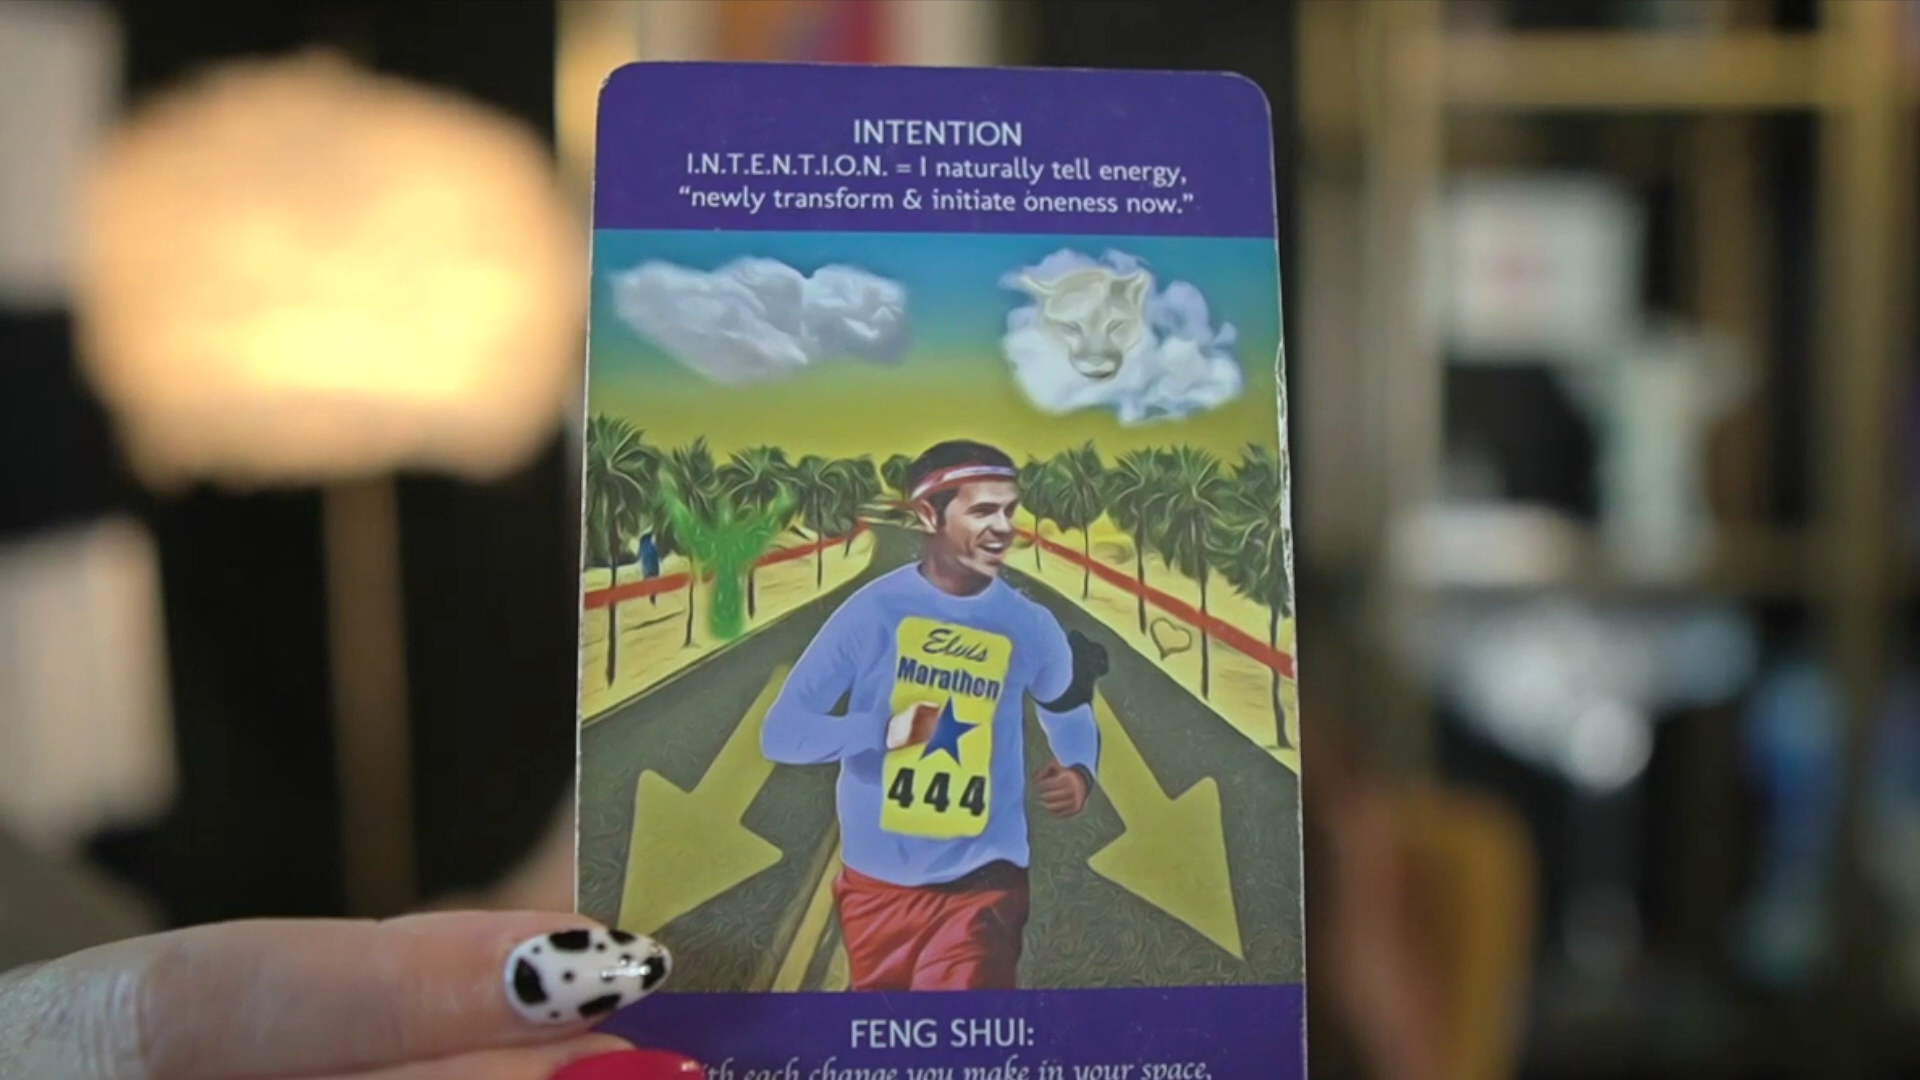 INTENTION
I.N.T.E.N.T.I.O.N. = I naturally tell energy,
“newly transform & initiate oneness now.”
Elvis
Marathon
444
FENG SHUI:
each change you make in your space,